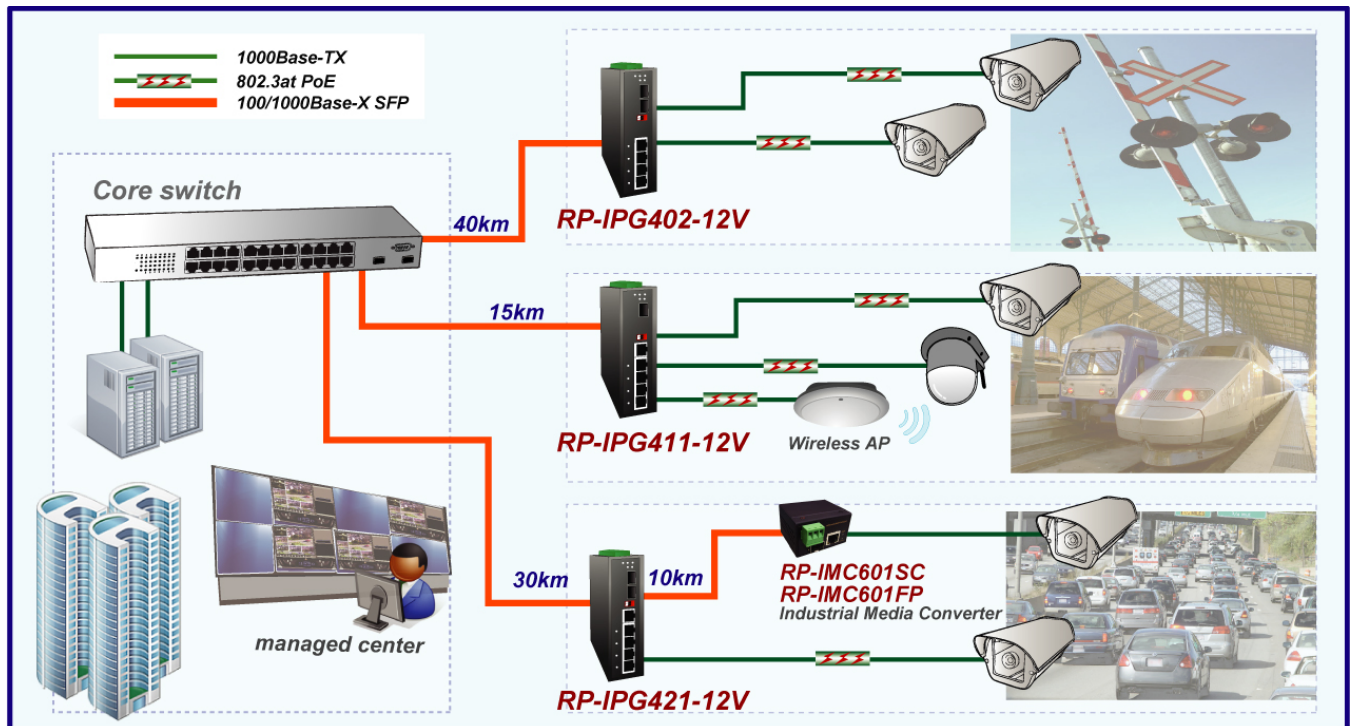 1000Base-TX
802.3at PoE
100/1000Base-X SFP
Core switch
40km
RP-IPG402-12V
15km
RP-IPG411-12V
Wireless AP
30km
10km
RP-IMC601SC
RP-IMC601FP
Industrial Media Converter
managed center
RP-IPG421-12V